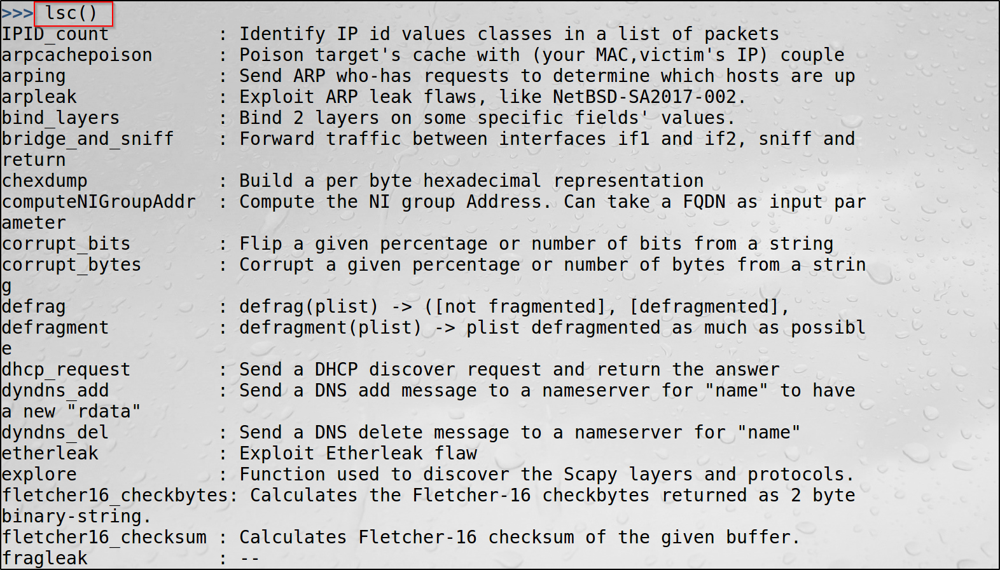 >>> lsc()
IPID_count          : Identify IP id values classes in a list of packets
arpcachepoison      : Poison target's cache with (your MAC,victim's IP) couple
arping              : Send ARP who-has requests to determine which hosts are up
arpleak             : Exploit ARP leak flaws, like NetBSD-SA2017-002.
bind_layers         : Bind 2 layers on some specific fields' values.
bridge_and_sniff    : Forward traffic between interfaces if1 and if2, sniff and
return
chexdump            : Build a per byte hexadecimal representation
computeNIGroupAddr  : Compute the NI group Address. Can take a FQDN as input par
ameter
corrupt_bits        : Flip a given percentage or number of bits from a string
corrupt_bytes       : Corrupt a given percentage or number of bytes from a strin
g
defrag              : defrag(plist) -> ([not fragmented], [defragmented],
defragment          : defragment(plist) -> plist defragmented as much as possibl
e
dhcp_request        : Send a DHCP discover request and return the answer
dyndns_add          : Send a DNS add message to a nameserver for "name" to have
a new "rdata"
dyndns_del          : Send a DNS delete message to a nameserver for "name"
etherleak           : Exploit Etherleak flaw
explore             : Function used to discover the Scapy layers and protocols.
fletcher16_checkbytes: Calculates the Fletcher-16 checkbytes returned as 2 byte
binary-string.
fletcher16_checksum : Calculates Fletcher-16 checksum of the given buffer.
fragleak            : --